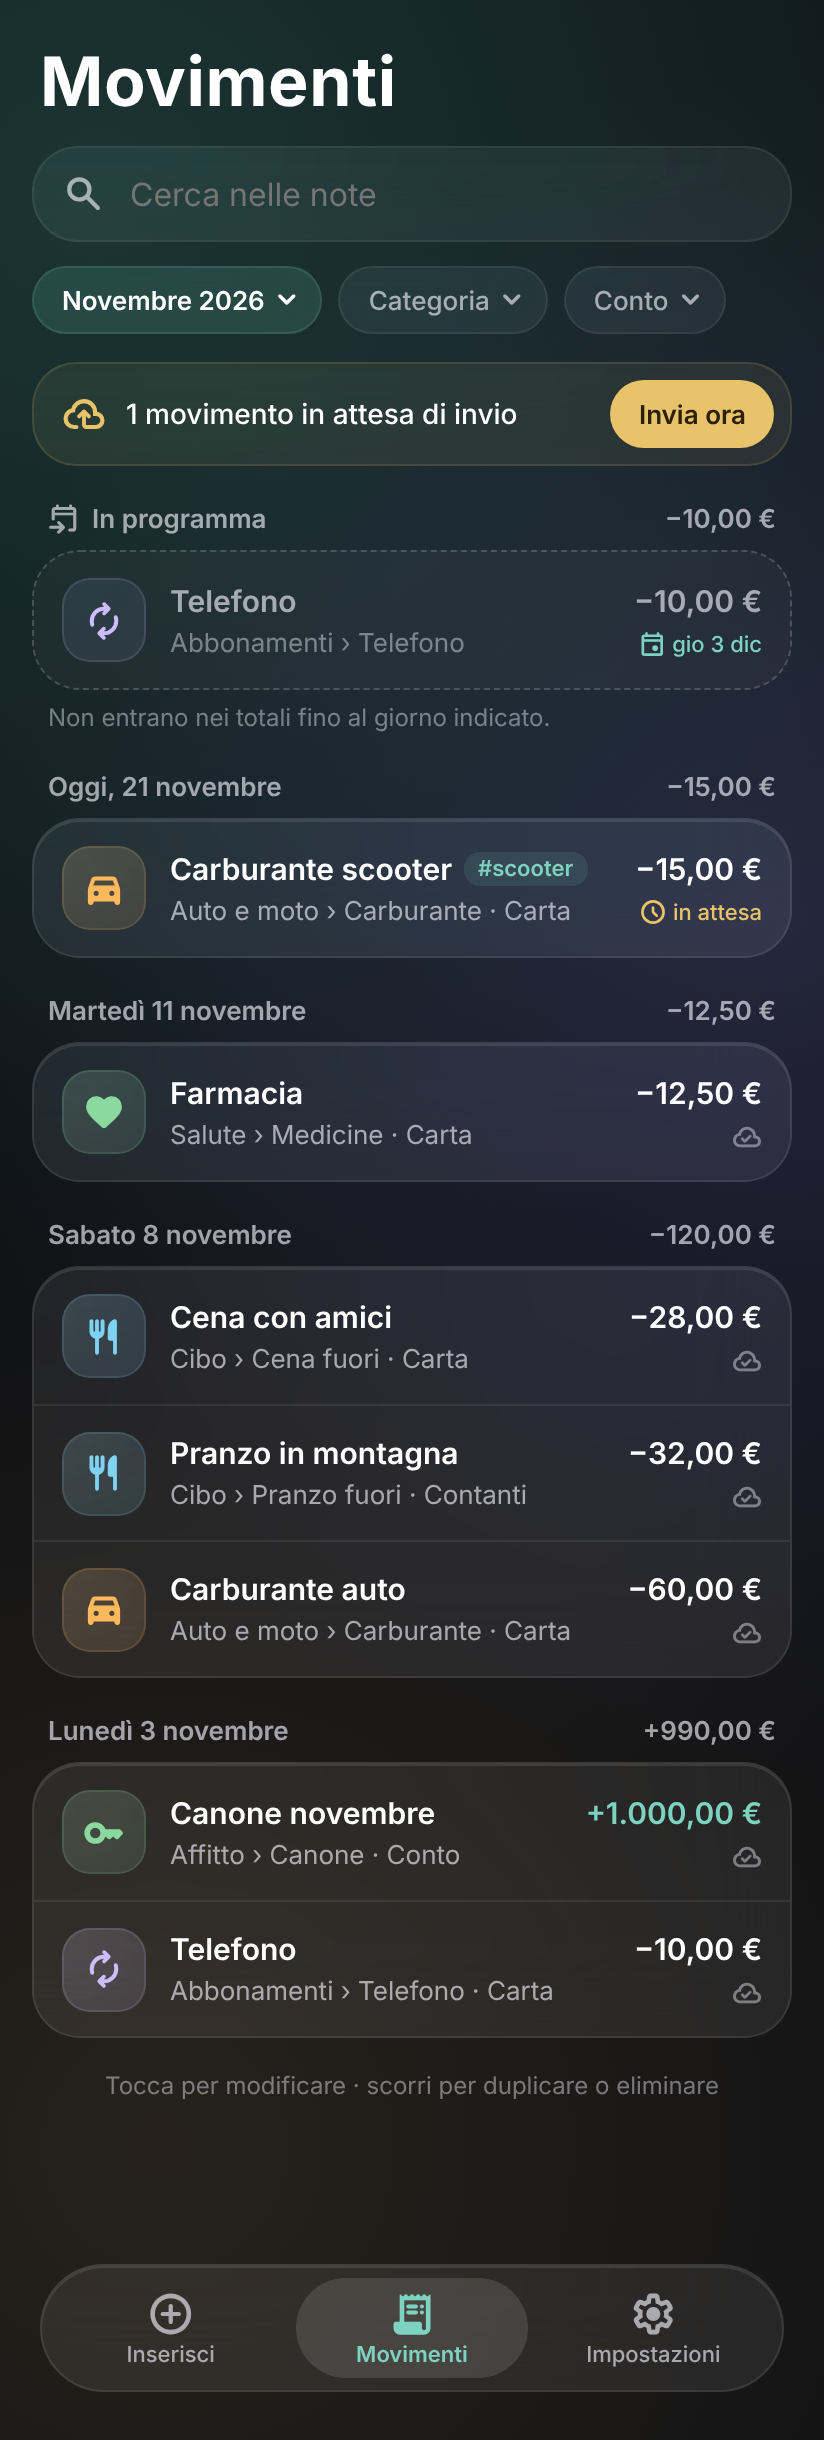 Movimenti
Cerca nelle note
Novembre 2026 Categoria Conto
1 movimento in attesa di invio Invia ora
In programma −10,00 €
Telefono −10,00 €
Abbonamenti › Telefono gio 3 dic
Non entrano nei totali fino al giorno indicato.
Oggi, 21 novembre −15,00 €
Carburante scooter #scooter −15,00 €
Auto e moto › Carburante · Carta in attesa
Martedì 11 novembre −12,50 €
Farmacia −12,50 €
Salute › Medicine · Carta
Sabato 8 novembre −120,00 €
Cena con amici −28,00 €
Cibo › Cena fuori · Carta
Pranzo in montagna −32,00 €
Cibo › Pranzo fuori · Contanti
Carburante auto −60,00 €
Auto e moto › Carburante · Carta
Lunedì 3 novembre +990,00 €
Canone novembre +1.000,00 €
Affitto › Canone · Conto
Telefono −10,00 €
Abbonamenti › Telefono · Carta
Tocca per modificare · scorri per duplicare o eliminare
Inserisci Movimenti Impostazioni